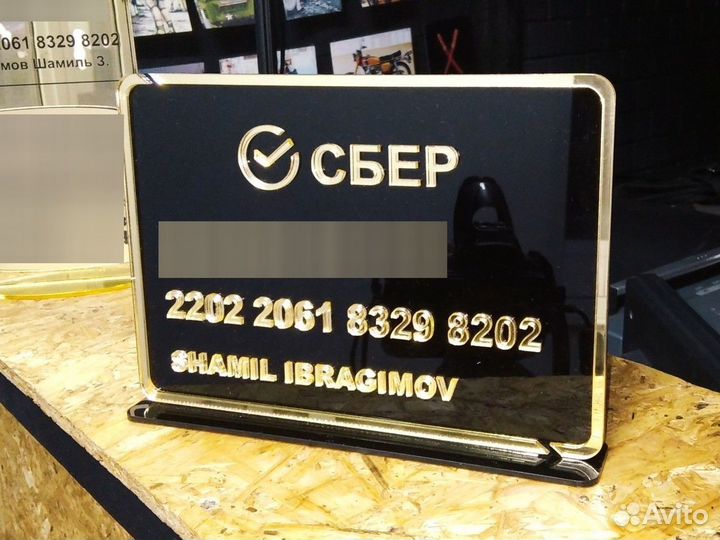 061 8329 8202
мов Шамиль З.
СБЕР
2202 2061 8329 8202
SHAMIL IBRAGIMOV
Avito